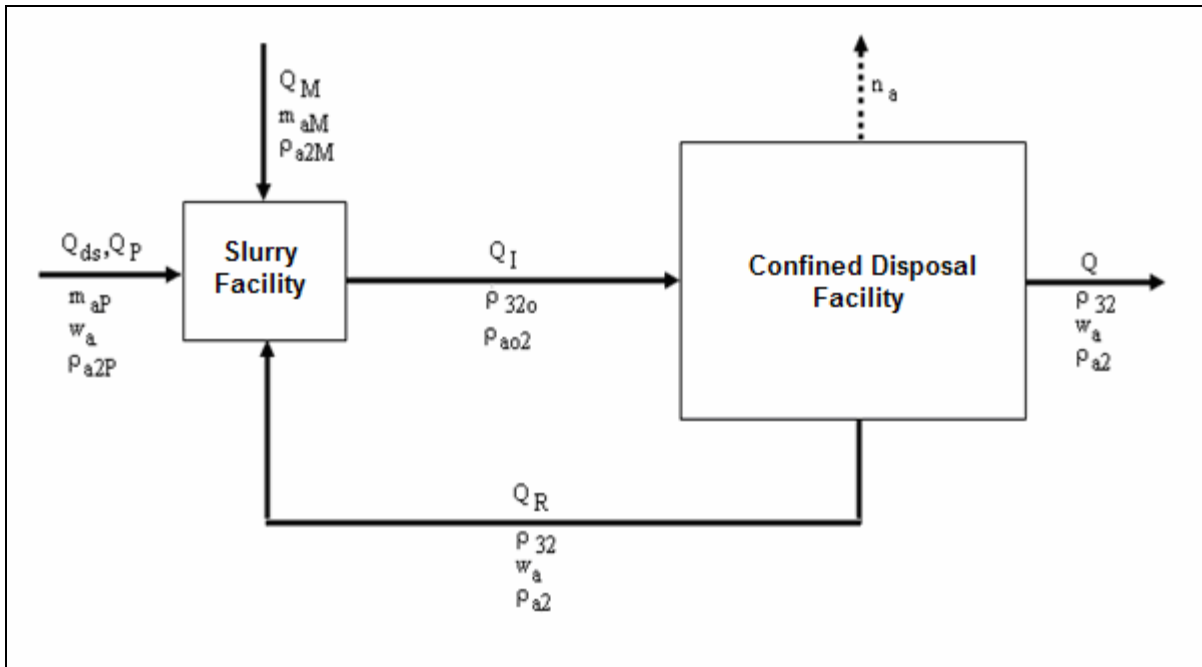 Q_M
m_aM
ρ_a2M
n_a
Q_ds,Q_P
m_aP
w_a
ρ_a2P
Slurry
Facility
Q_I
ρ_32o
ρ_ao2
Confined Disposal
Facility
Q
ρ_32
w_a
ρ_a2
Q_R
ρ_32
w_a
ρ_a2